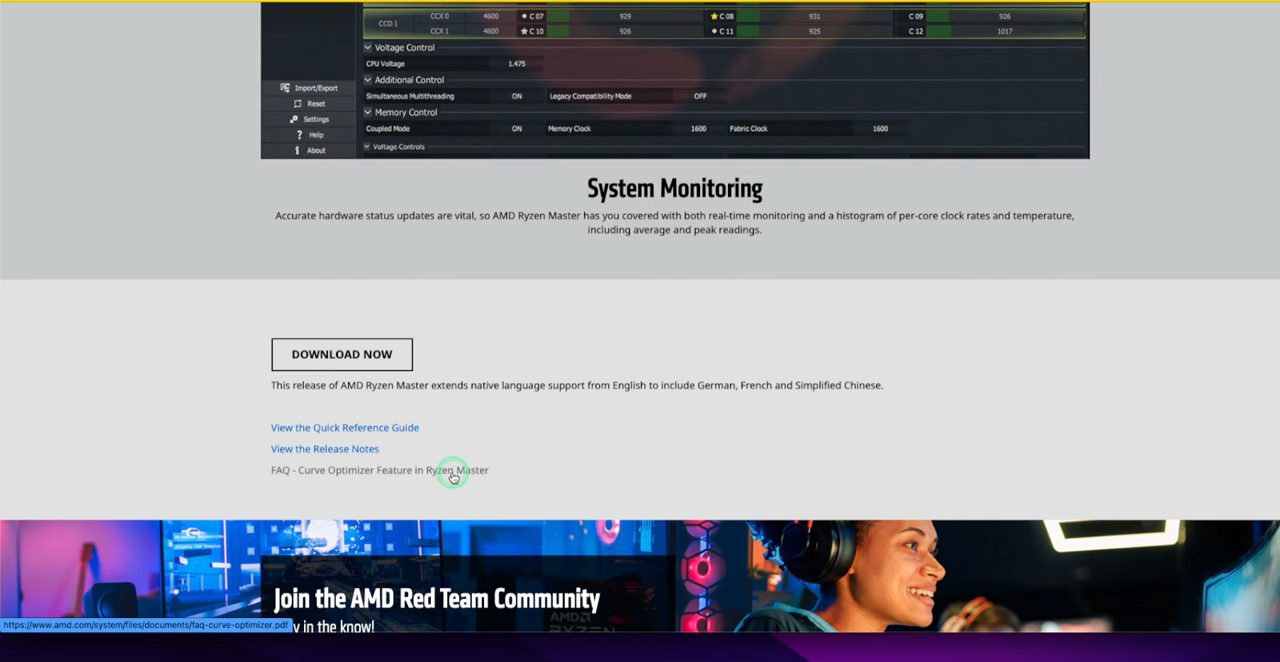 CCD 1 CCX 0 4600 C 07 929 C 08 931 C 09 926
CCX 1 4600 C 10 926 C 11 925 C 12 1017
Voltage Control
CPU Voltage 1.475
Additional Control
Simultaneous Multithreading ON Legacy Compatibility Mode OFF
Memory Control
Coupled Mode ON Memory Clock 1600 Fabric Clock 1600
Voltage Controls
Import/Export
Reset
Settings
Help
About
System Monitoring
Accurate hardware status updates are vital, so AMD Ryzen Master has you covered with both real-time monitoring and a histogram of per-core clock rates and temperature,
including average and peak readings.
DOWNLOAD NOW
This release of AMD Ryzen Master extends native language support from English to include German, French and Simplified Chinese.
View the Quick Reference Guide
View the Release Notes
FAQ - Curve Optimizer Feature in Ryzen Master
Join the AMD Red Team Community
y in the know!
https://www.amd.com/system/files/documents/faq-curve-optimizer.pdf
AMD
RYZEN